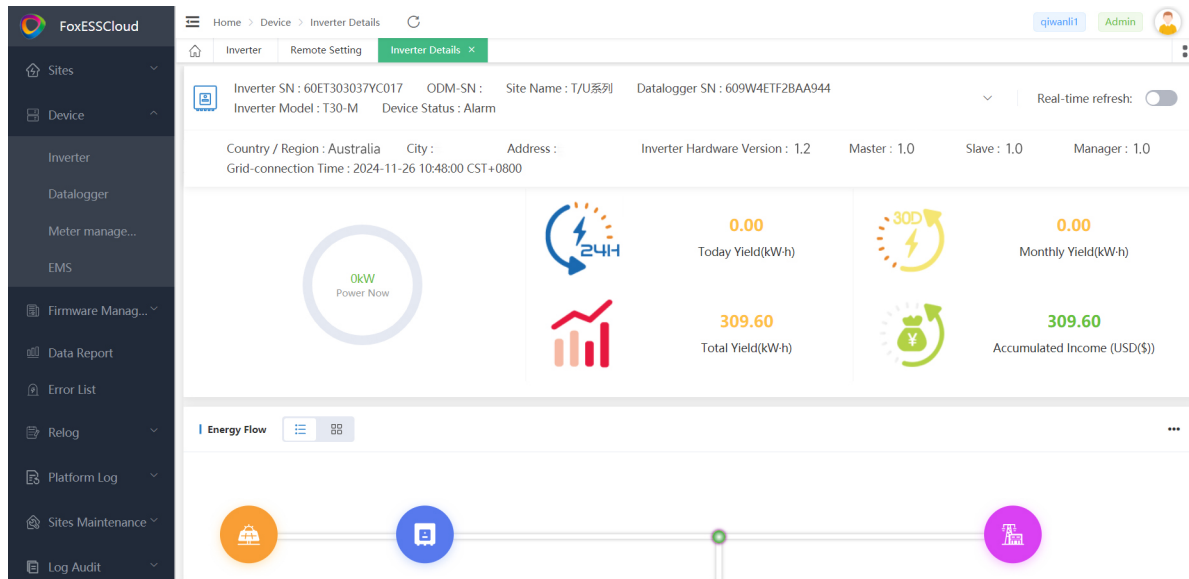 FoxESSCloud
Home > Device > Inverter Details
qiwanli1
Admin
Inverter
Remote Setting
Inverter Details ×
Sites
Device
Inverter
Datalogger
Meter manage...
EMS
Firmware Manag...
Data Report
Error List
Relog
Platform Log
Sites Maintenance
Log Audit
Inverter SN : 60ET303037YC017 ODM-SN : Site Name : T/U系列 Datalogger SN : 609W4ETF2BAA944
Inverter Model : T30-M Device Status : Alarm
Real-time refresh:
Country / Region : Australia City : Address : Inverter Hardware Version : 1.2 Master : 1.0 Slave : 1.0 Manager : 1.0
Grid-connection Time : 2024-11-26 10:48:00 CST+0800
0kW
Power Now
24H
0.00
Today Yield(kW·h)
30D
0.00
Monthly Yield(kW·h)
309.60
Total Yield(kW·h)
¥
309.60
Accumulated Income (USD($))
Energy Flow